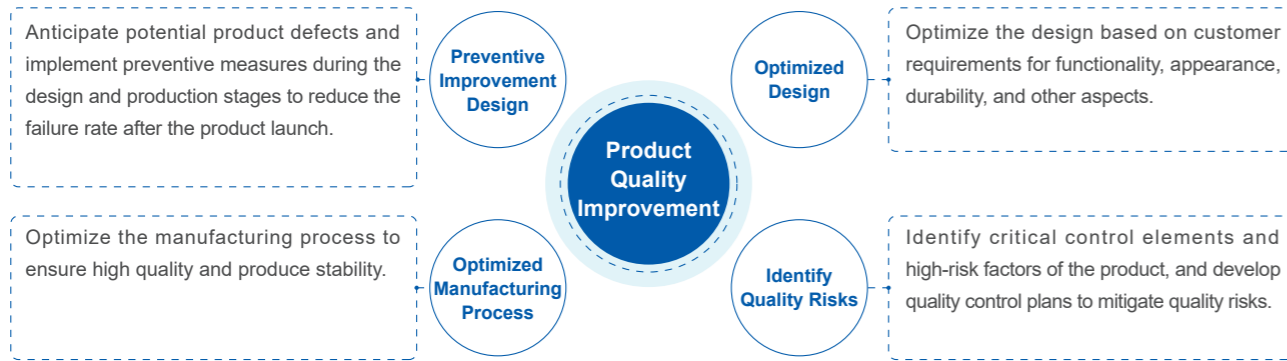 Anticipate potential product defects and
implement preventive measures during the
design and production stages to reduce the
failure rate after the product launch.
Preventive
Improvement
Design
Optimized
Design
Optimize the design based on customer
requirements for functionality, appearance,
durability, and other aspects.
Product
Quality
Improvement
Optimize the manufacturing process to
ensure high quality and produce stability.
Optimized
Manufacturing
Process
Identify
Quality Risks
Identify critical control elements and
high-risk factors of the product, and develop
quality control plans to mitigate quality risks.